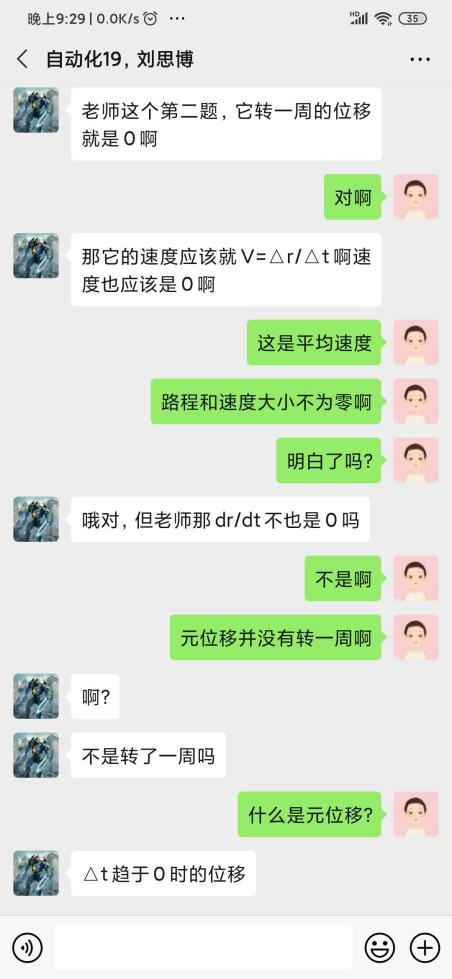 晚上9:29 | 0.0K/s ···
HD 35
自动化19，刘思博
老师这个第二题，它转一周的位移
就是0啊
对啊
那它的速度应该就V=△r/△t啊速
度也应该是0啊
这是平均速度
路程和速度大小不为零啊
明白了吗?
哦对，但老师那dr/dt不也是0吗
不是啊
元位移并没有转一周啊
啊?
不是转了一周吗
什么是元位移?
△t趋于0时的位移